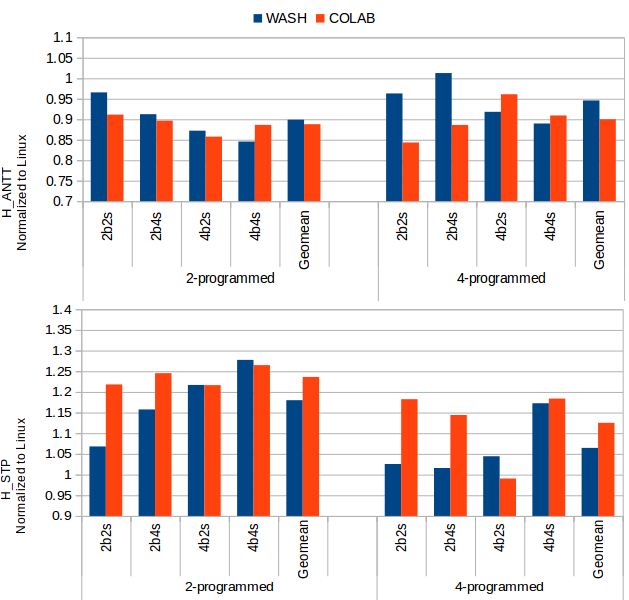 WASH COLAB
1.1
1.05
1
0.95
0.9
0.85
0.8
0.75
0.7
H_ANTT
Normalized to Linux
2b2s 2b4s 4b2s 4b4s Geomean 2b2s 2b4s 4b2s 4b4s Geomean
2-programmed 4-programmed
1.4
1.35
1.3
1.25
1.2
1.15
1.1
1.05
1
0.95
0.9
H_STP
Normalized to Linux
2b2s 2b4s 4b2s 4b4s Geomean 2b2s 2b4s 4b2s 4b4s Geomean
2-programmed 4-programmed